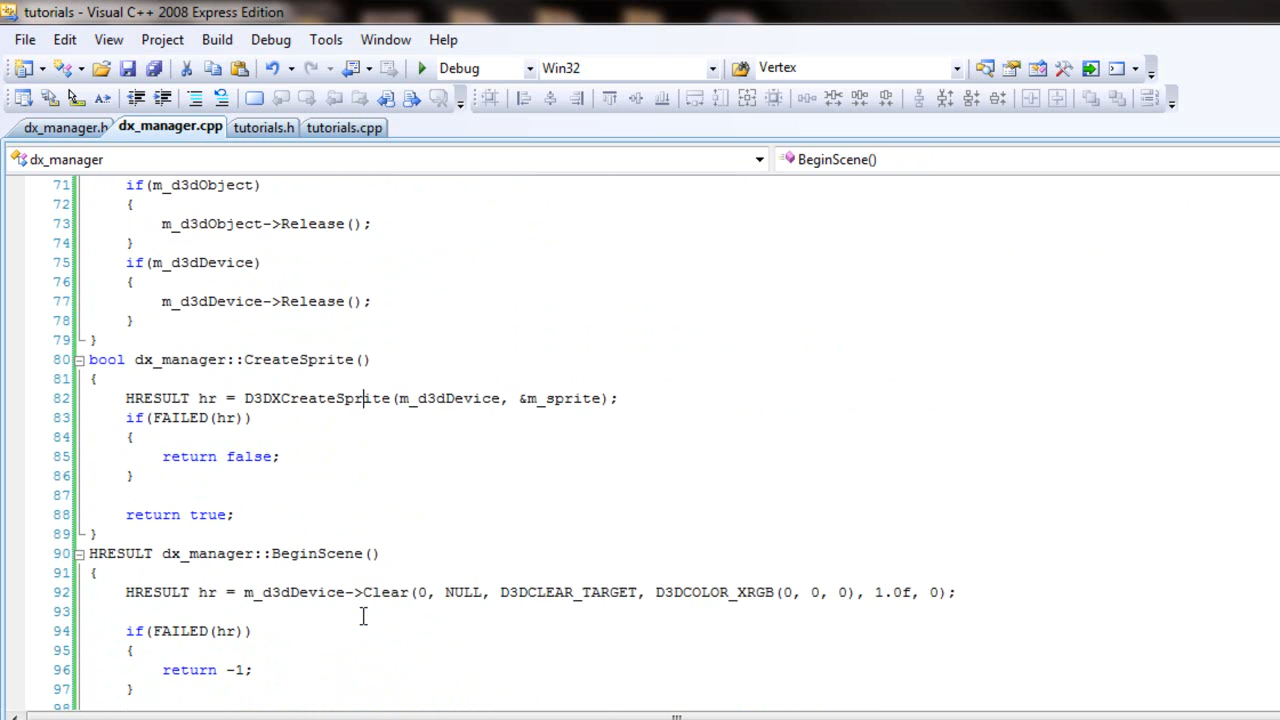 tutorials - Visual C++ 2008 Express Edition
File Edit View Project Build Debug Tools Window Help
Debug Win32 Vertex
dx_manager.h dx_manager.cpp tutorials.h tutorials.cpp
dx_manager BeginScene()
71 if(m_d3dObject)
72 {
73 m_d3dObject->Release();
74 }
75 if(m_d3dDevice)
76 {
77 m_d3dDevice->Release();
78 }
79 }
80 bool dx_manager::CreateSprite()
81 {
82 HRESULT hr = D3DXCreateSprite(m_d3dDevice, &m_sprite);
83 if(FAILED(hr))
84 {
85 return false;
86 }
87
88 return true;
89 }
90 HRESULT dx_manager::BeginScene()
91 {
92 HRESULT hr = m_d3dDevice->Clear(0, NULL, D3DCLEAR_TARGET, D3DCOLOR_XRGB(0, 0, 0), 1.0f, 0);
93
94 if(FAILED(hr))
95 {
96 return -1;
97 }
98